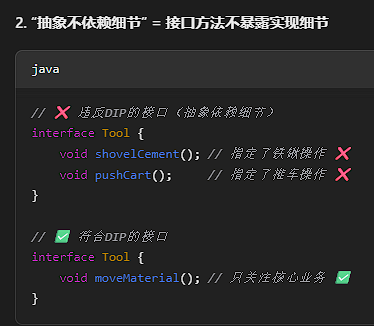 2. “抽象不依赖细节” = 接口方法不暴露实现细节
java
// ❌ 违反DIP的接口（抽象依赖细节）
interface Tool {
    void shovelCement(); // 指定了铁锹操作 ❌
    void pushCart();     // 指定了推车操作 ❌
}
// ✅ 符合DIP的接口
interface Tool {
    void moveMaterial(); // 只关注核心业务 ✅
}